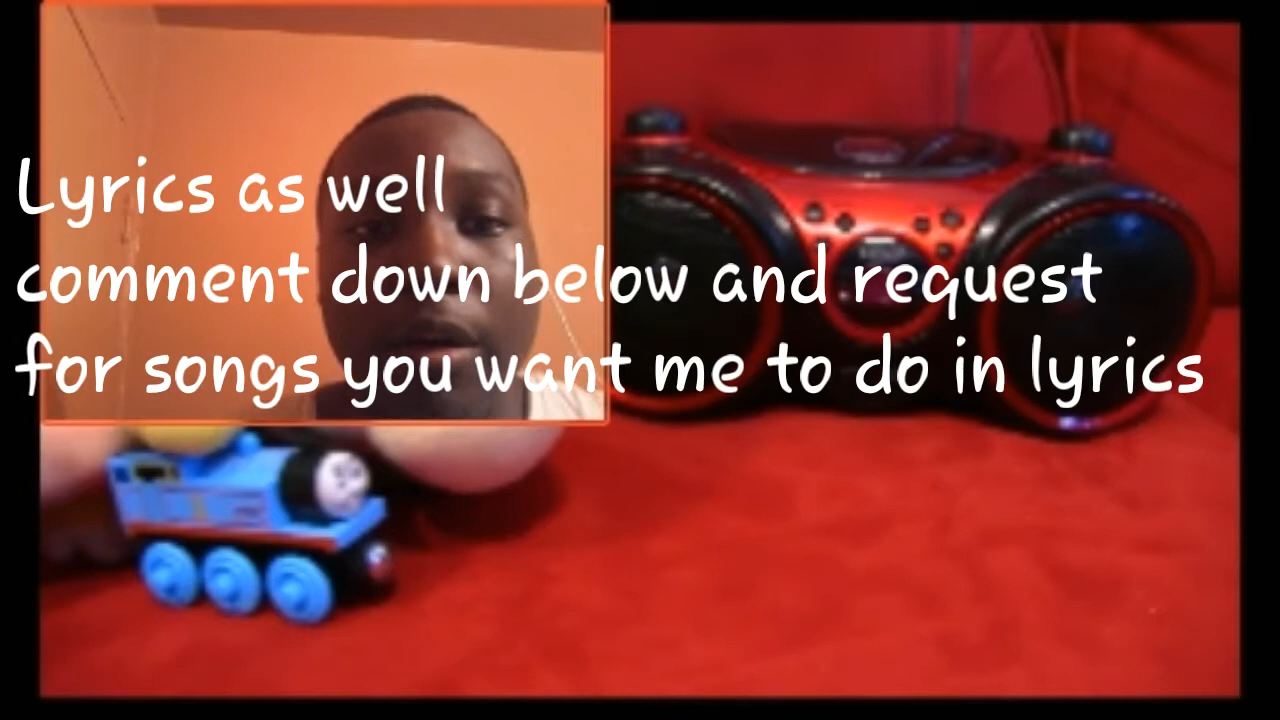 Lyrics as well
comment down below and request
for songs you want me to do in lyrics